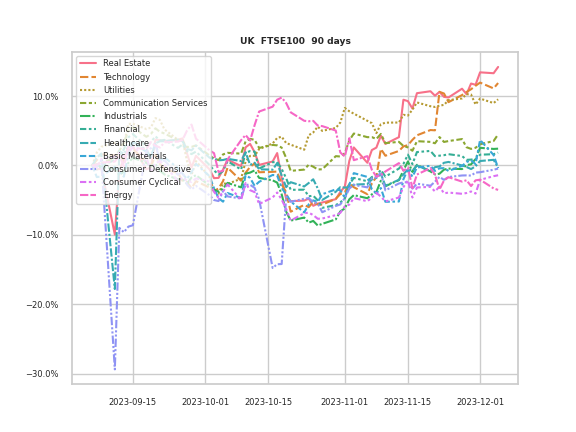 UK FTSE100 90 days
Real Estate
Technology
Utilities
Communication Services
Industrials
Financial
Healthcare
Basic Materials
Consumer Defensive
Consumer Cyclical
Energy
10.0%
0.0%
−10.0%
−20.0%
−30.0%
2023-09-15 2023-10-01 2023-10-15 2023-11-01 2023-11-15 2023-12-01